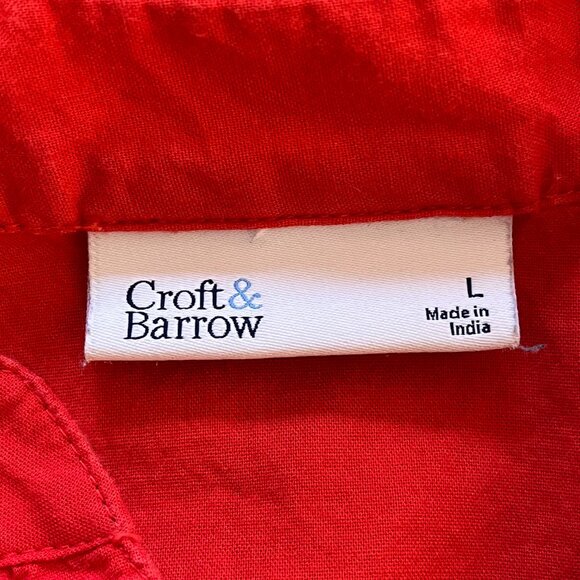 Croft&
Barrow
L
Made in
India